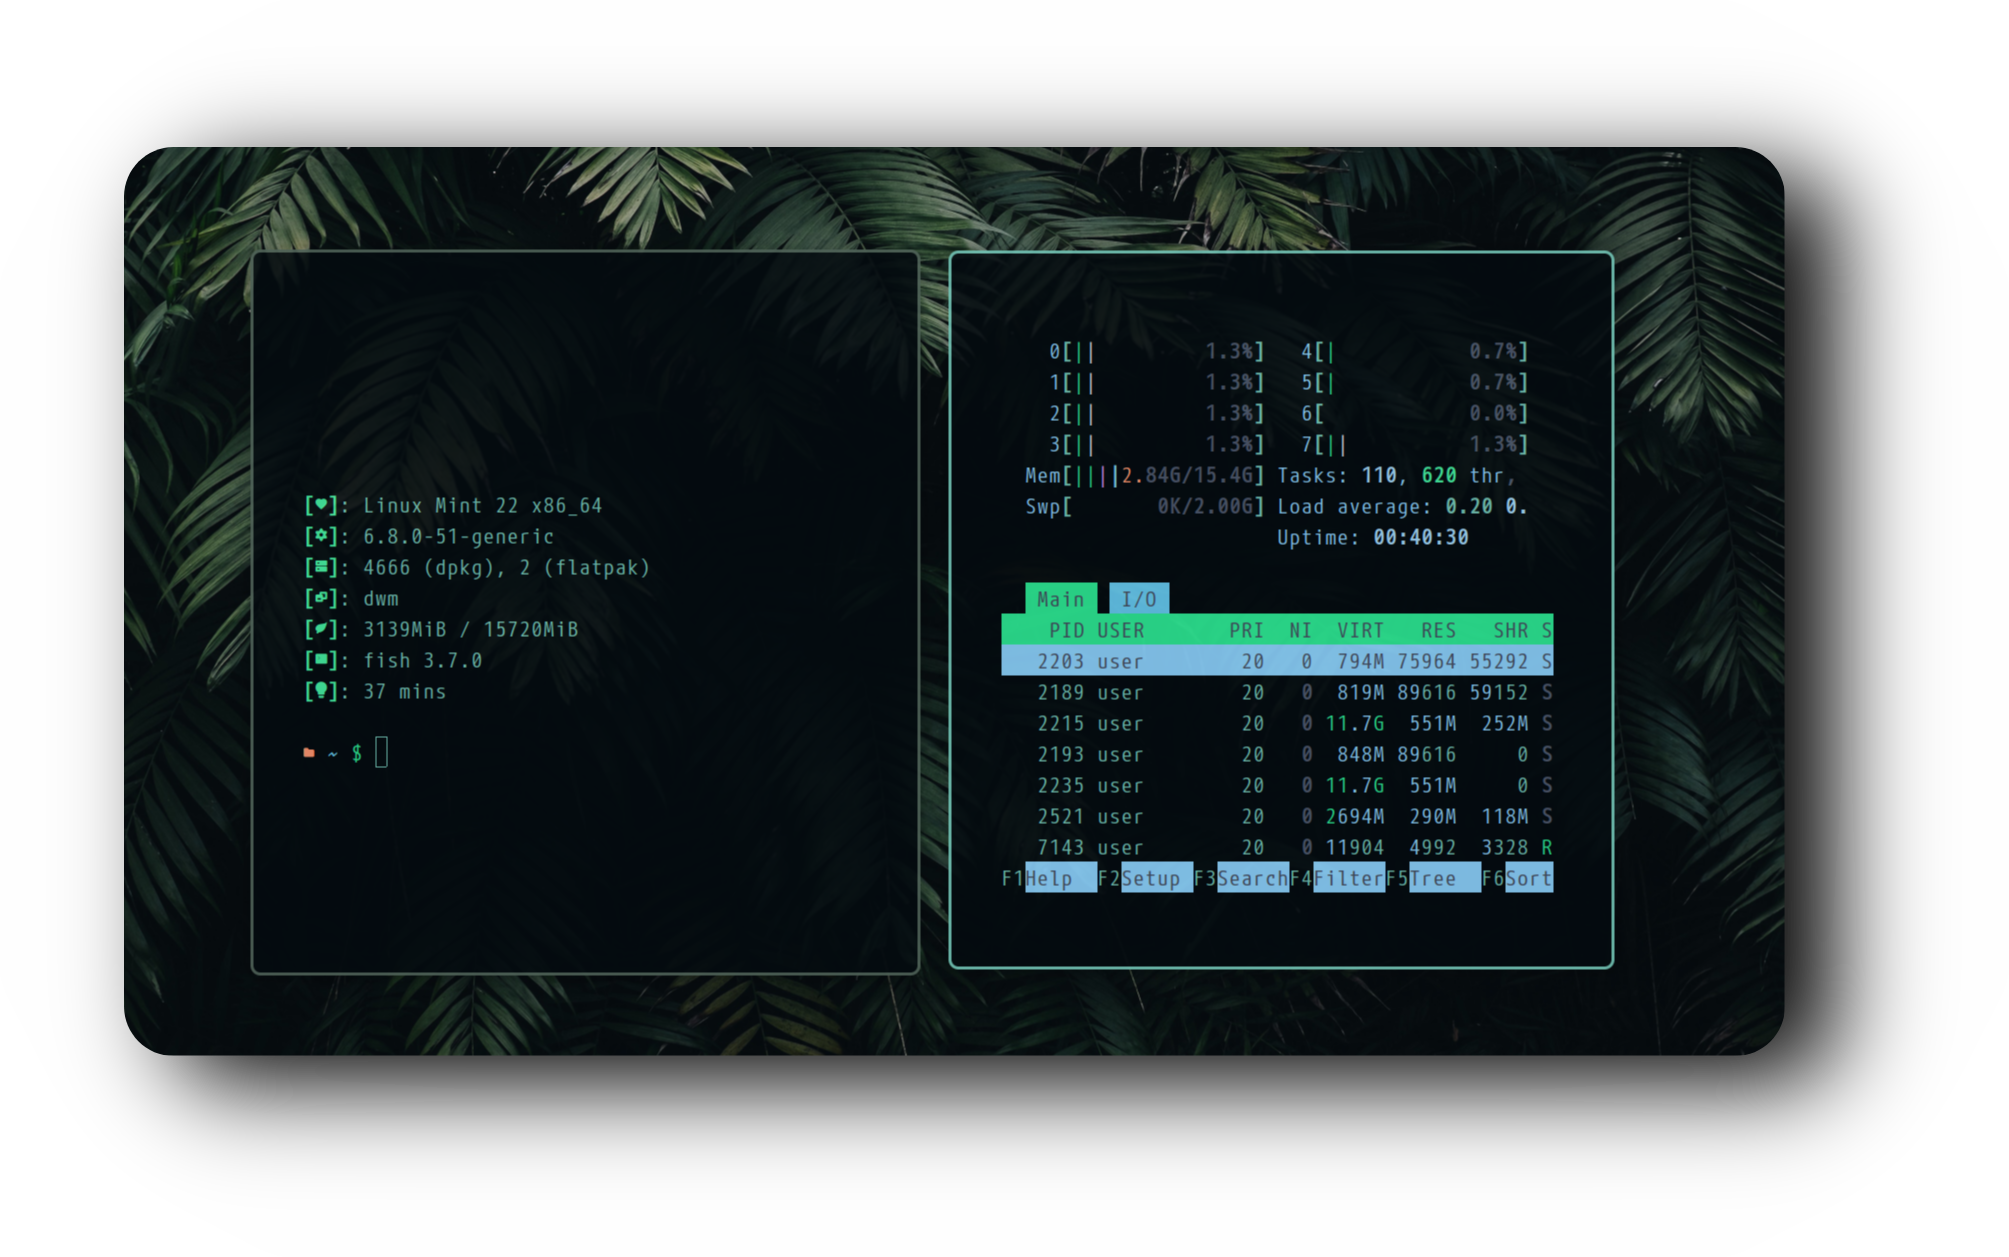 []: Linux Mint 22 x86_64
[]: 6.8.0-51-generic
[]: 4666 (dpkg), 2 (flatpak)
[]: dwm
[]: 3139MiB / 15720MiB
[]: fish 3.7.0
[]: 37 mins
~ $
0[|| 1.3%] 4[| 0.7%]
1[|| 1.3%] 5[| 0.7%]
2[|| 1.3%] 6[ 0.0%]
3[|| 1.3%] 7[|| 1.3%]
Mem[||||2.84G/15.4G] Tasks: 110, 620 thr,
Swp[ 0K/2.00G] Load average: 0.20 0.
Uptime: 00:40:30
Main I/O
PID USER PRI NI VIRT RES SHR S
2203 user 20 0 794M 75964 55292 S
2189 user 20 0 819M 89616 59152 S
2215 user 20 0 11.7G 551M 252M S
2193 user 20 0 848M 89616 0 S
2235 user 20 0 11.7G 551M 0 S
2521 user 20 0 2694M 290M 118M S
7143 user 20 0 11904 4992 3328 R
F1Help F2Setup F3SearchF4FilterF5Tree F6Sort